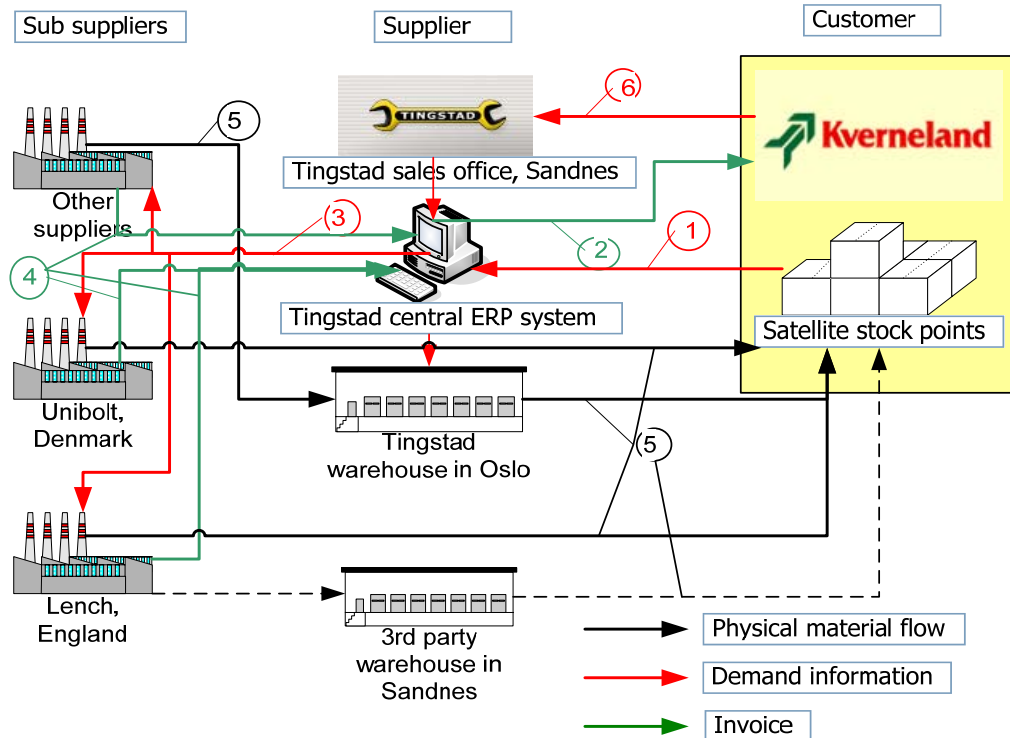 Sub suppliers
Supplier
Customer
TINGSTAD
6
Kverneland
5
Tingstad sales office, Sandnes
Other
suppliers
3
2
1
4
Tingstad central ERP system
Satellite stock points
Unibolt,
Denmark
Tingstad
warehouse in Oslo
5
Lench,
England
3rd party
warehouse in
Sandnes
Physical material flow
Demand information
Invoice